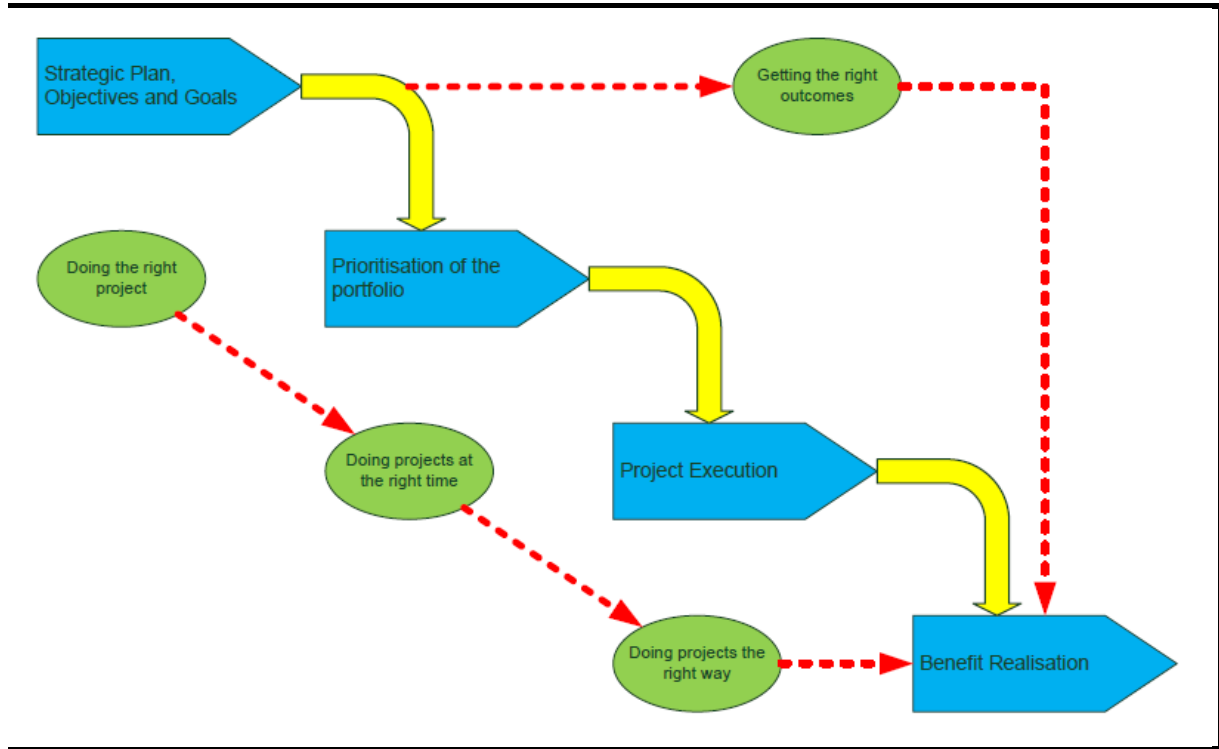 Strategic Plan,
Objectives and Goals
Getting the right
outcomes
Doing the right
project
Prioritisation of the
portfolio
Doing projects at
the right time
Project Execution
Doing projects the
right way
Benefit Realisation